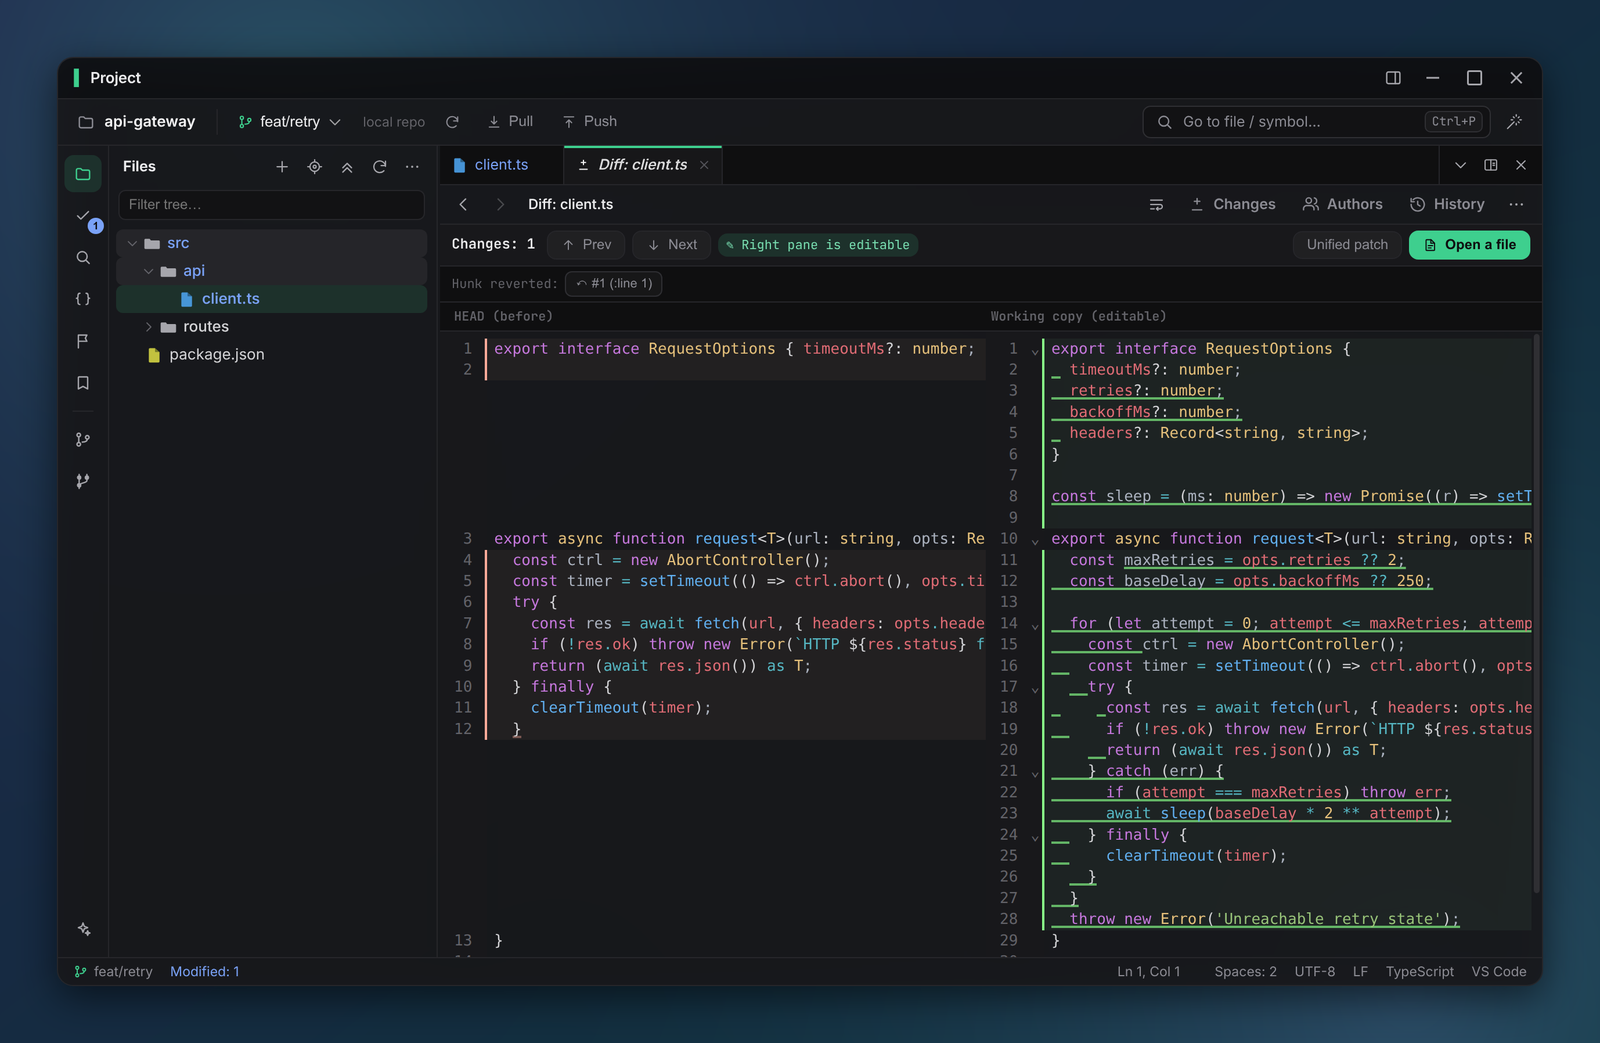 Project
api-gateway feat/retry local repo Pull Push Go to file / symbol... Ctrl+P
Files
Filter tree...
1
src
api
client.ts
routes
package.json
client.ts Diff: client.ts
Diff: client.ts Changes Authors History
Changes: 1 Prev Next ✎ Right pane is editable Unified patch Open a file
Hunk reverted: ↶ #1 (:line 1)
HEAD (before)
1 export interface RequestOptions { timeoutMs?: number;
2
3 export async function request<T>(url: string, opts: Re
4   const ctrl = new AbortController();
5   const timer = setTimeout(() => ctrl.abort(), opts.ti
6   try {
7     const res = await fetch(url, { headers: opts.heade
8     if (!res.ok) throw new Error(`HTTP ${res.status} f
9     return (await res.json()) as T;
10   } finally {
11     clearTimeout(timer);
12   }
13 }
Working copy (editable)
1 export interface RequestOptions {
2   timeoutMs?: number;
3   retries?: number;
4   backoffMs?: number;
5   headers?: Record<string, string>;
6 }
7
8 const sleep = (ms: number) => new Promise((r) => setT
9
10 export async function request<T>(url: string, opts: R
11   const maxRetries = opts.retries ?? 2;
12   const baseDelay = opts.backoffMs ?? 250;
13
14   for (let attempt = 0; attempt <= maxRetries; attemp
15     const ctrl = new AbortController();
16     const timer = setTimeout(() => ctrl.abort(), opts
17     try {
18       const res = await fetch(url, { headers: opts.he
19       if (!res.ok) throw new Error(`HTTP ${res.status
20       return (await res.json()) as T;
21     } catch (err) {
22       if (attempt === maxRetries) throw err;
23       await sleep(baseDelay * 2 ** attempt);
24     } finally {
25       clearTimeout(timer);
26     }
27   }
28   throw new Error('Unreachable retry state');
29 }
feat/retry Modified: 1 Ln 1, Col 1 Spaces: 2 UTF-8 LF TypeScript VS Code